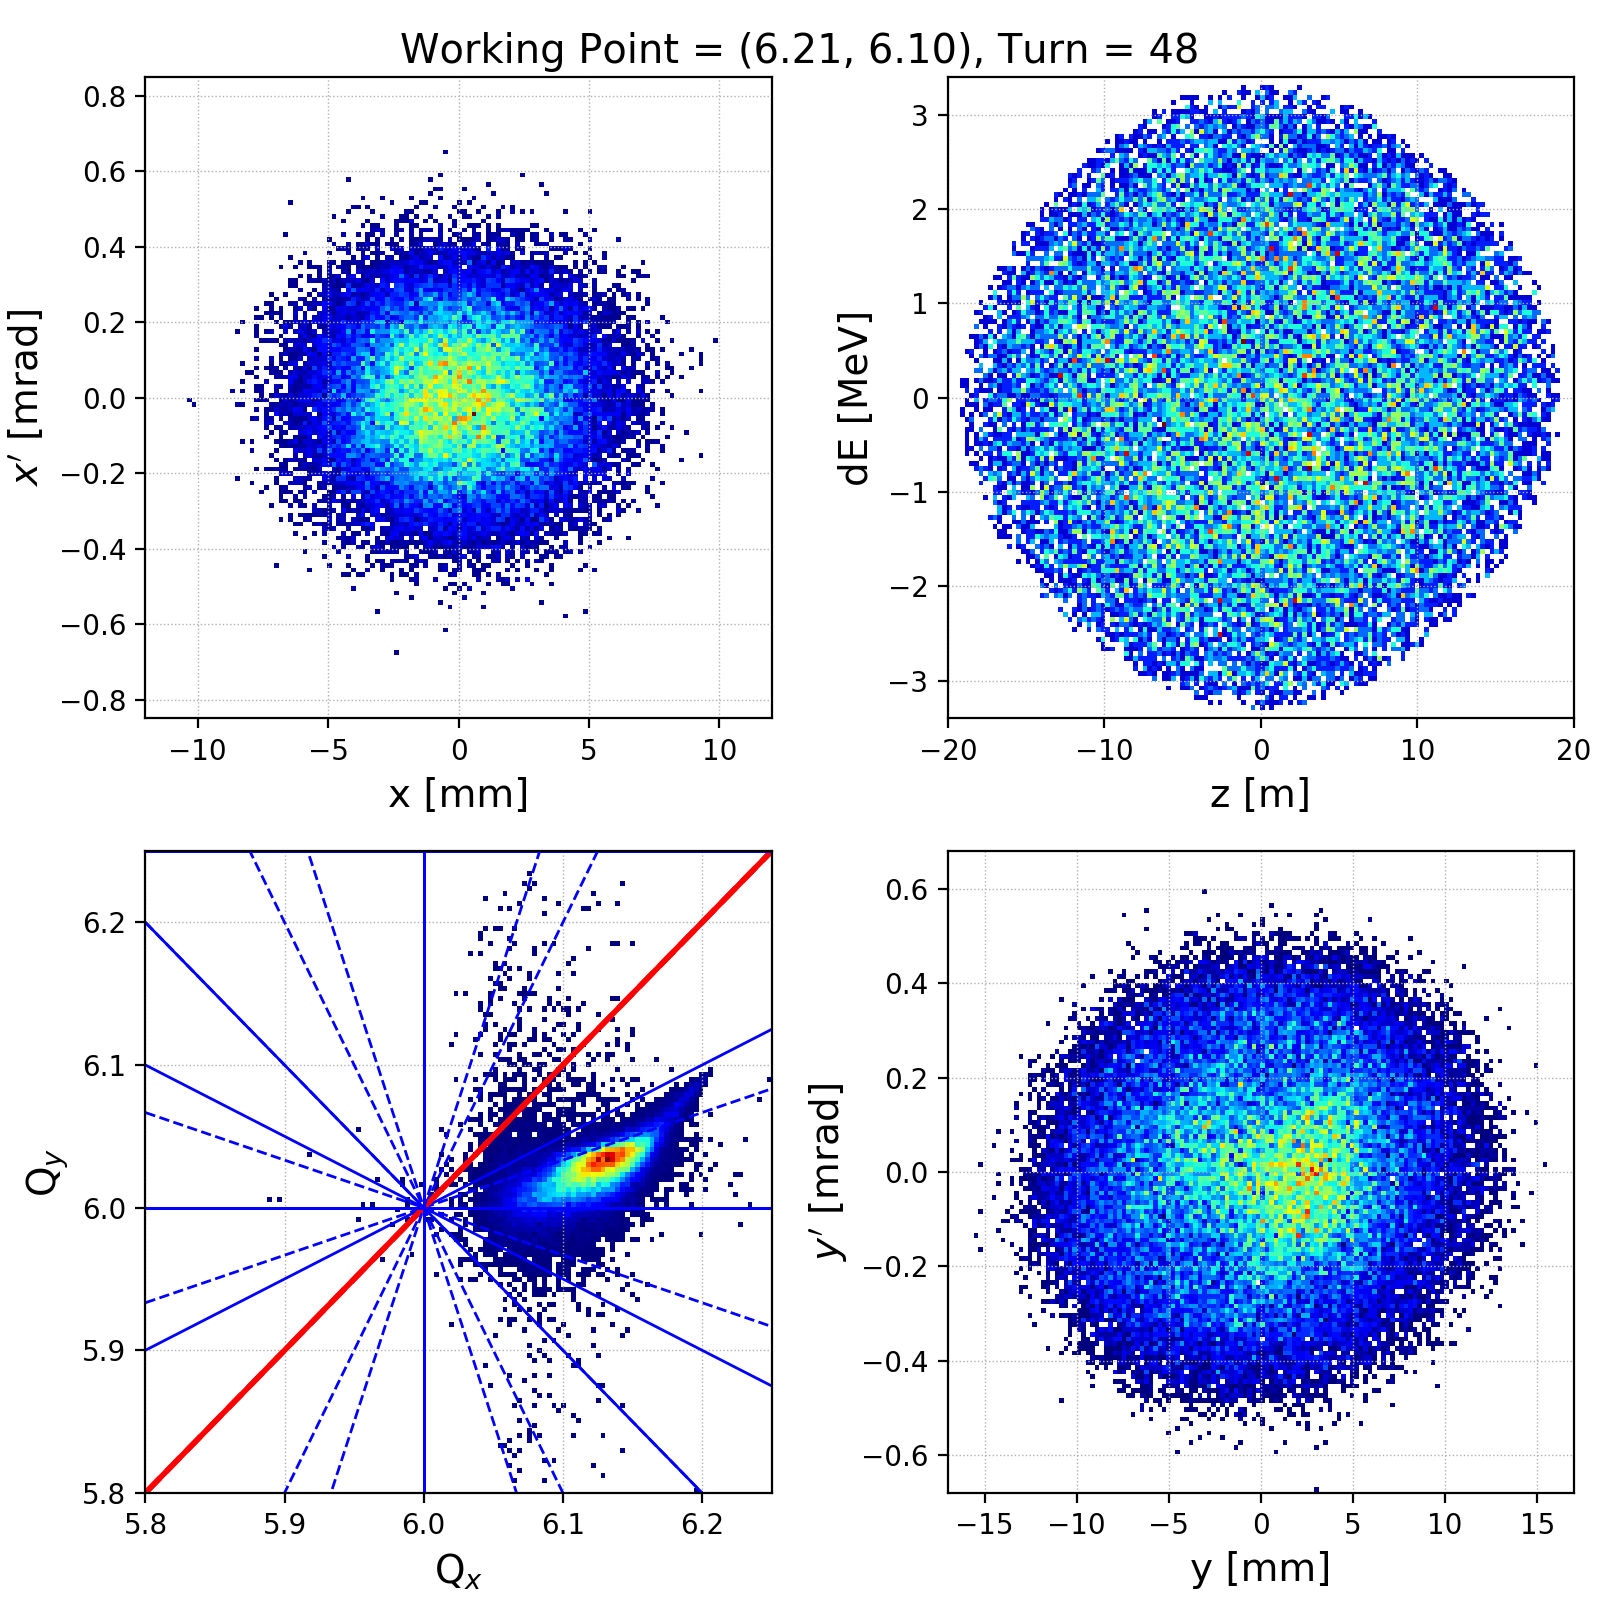 Working Point = (6.21, 6.10), Turn = 48
0.8
0.6
0.4
0.2
0.0
−0.2
−0.4
−0.6
−0.8
x′ [mrad]
−10 −5 0 5 10
x [mm]
3
2
1
0
−1
−2
−3
dE [MeV]
−20 −10 0 10 20
z [m]
6.2
6.1
6.0
5.9
5.8
Qy
5.8 5.9 6.0 6.1 6.2
Qx
0.6
0.4
0.2
0.0
−0.2
−0.4
−0.6
y′ [mrad]
−15 −10 −5 0 5 10 15
y [mm]